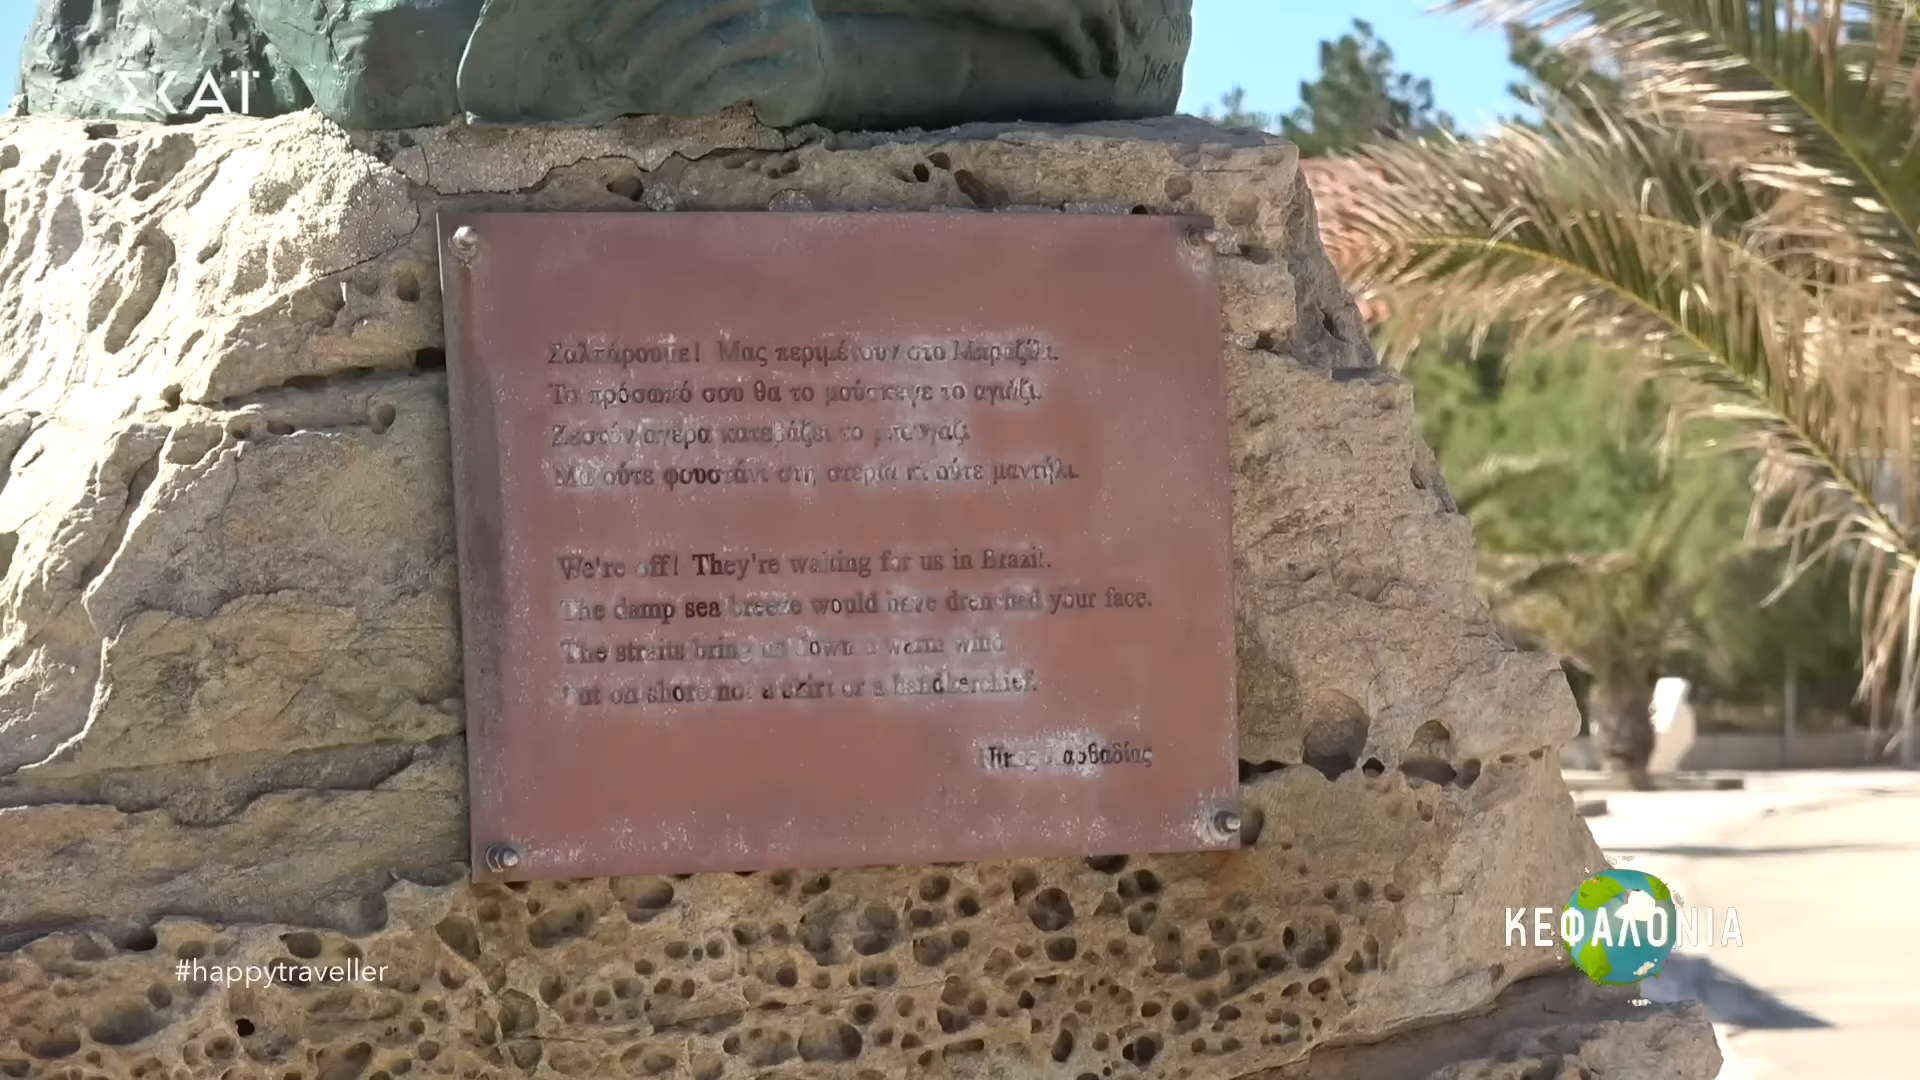 ΣΚΑΪ
Σαλπάρουμε! Μας περιμένουν στο Μπραζίλι.
Το πρόσωπό σου θα το μούσκεψε το αγιάζι.
Ζεστόν αγέρα κατεβάζει το μπουγάζι
Μα ούτε φουστάνι στη στεριά κι ούτε μαντήλι.
We're off! They're waiting for us in Brazil.
The damp sea breeze would have drenched your face.
The straits bring us down a warm wind
but on shore not a skirt or a handkerchief.
Νίκος Καββαδίας
ΚΕΦΑΛΟΝΙΑ
#happytraveller